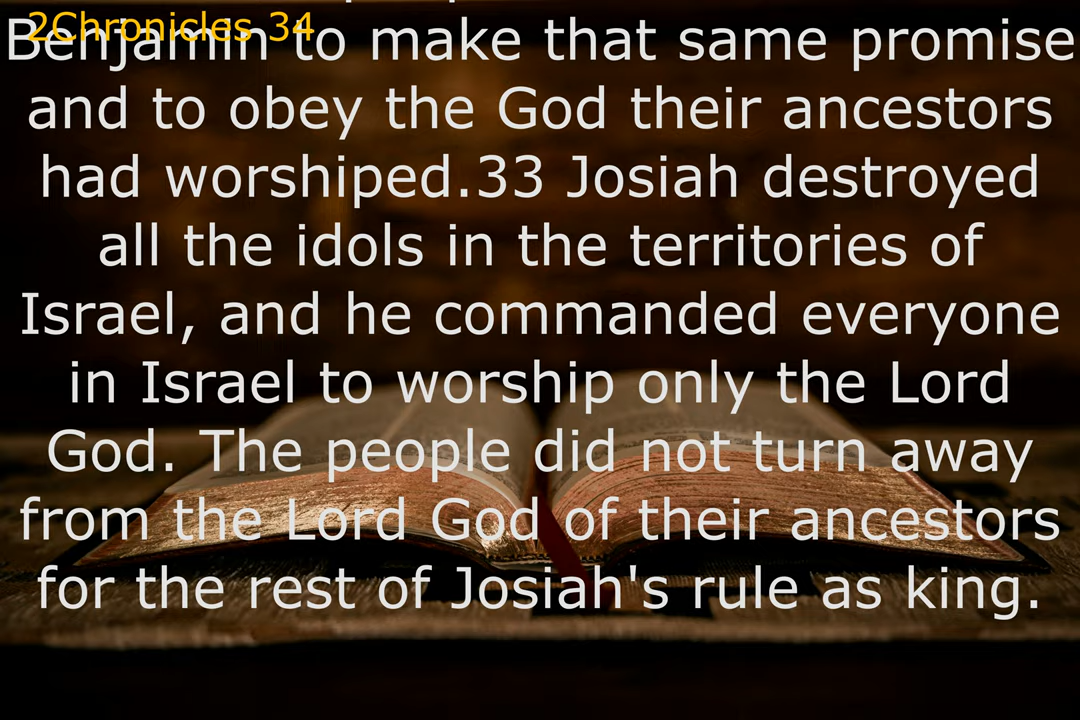 2Chronicles 34
Benjamin to make that same promise
and to obey the God their ancestors
had worshiped.33 Josiah destroyed
all the idols in the territories of
Israel, and he commanded everyone
in Israel to worship only the Lord
God. The people did not turn away
from the Lord God of their ancestors
for the rest of Josiah's rule as king.